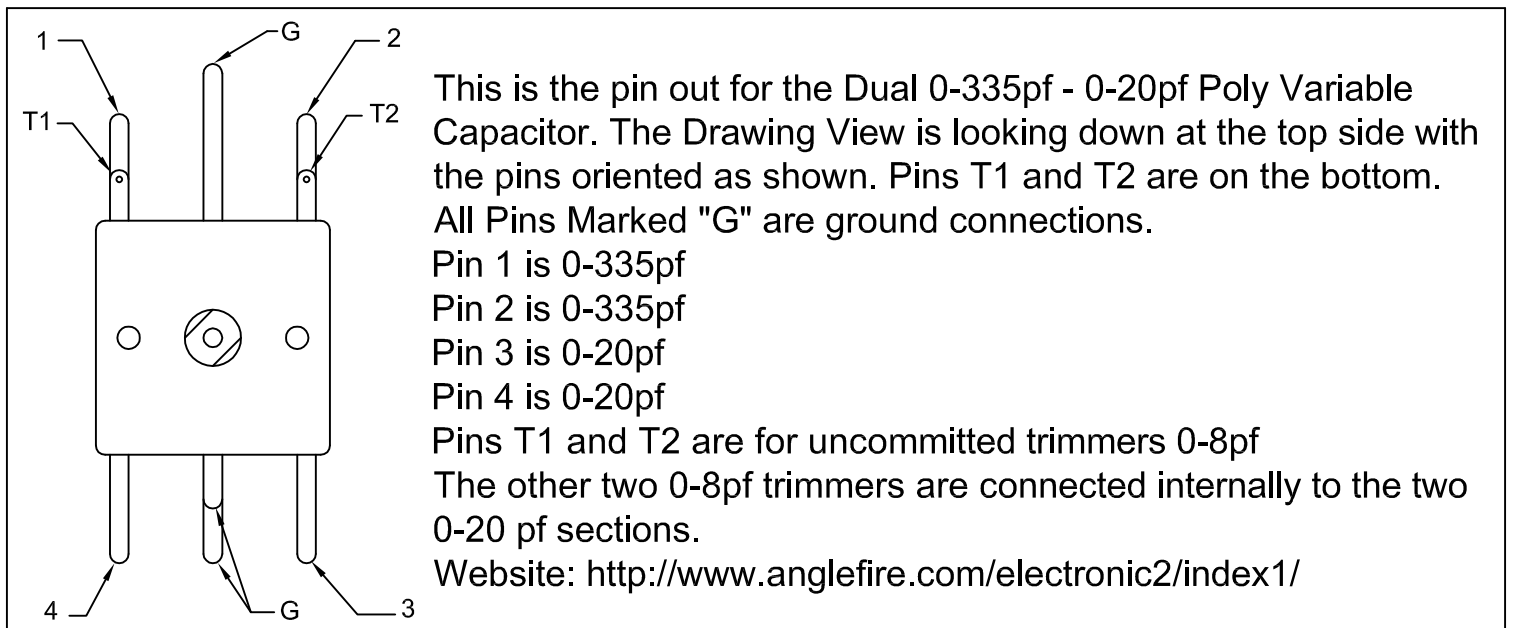 1
G
2
T1
T2
This is the pin out for the Dual 0-335pf - 0-20pf Poly Variable
Capacitor. The Drawing View is looking down at the top side with
the pins oriented as shown. Pins T1 and T2 are on the bottom.
All Pins Marked "G" are ground connections.
Pin 1 is 0-335pf
Pin 2 is 0-335pf
Pin 3 is 0-20pf
Pin 4 is 0-20pf
Pins T1 and T2 are for uncommitted trimmers 0-8pf
The other two 0-8pf trimmers are connected internally to the two
0-20 pf sections.
Website: http://www.anglefire.com/electronic2/index1/
4
G
3